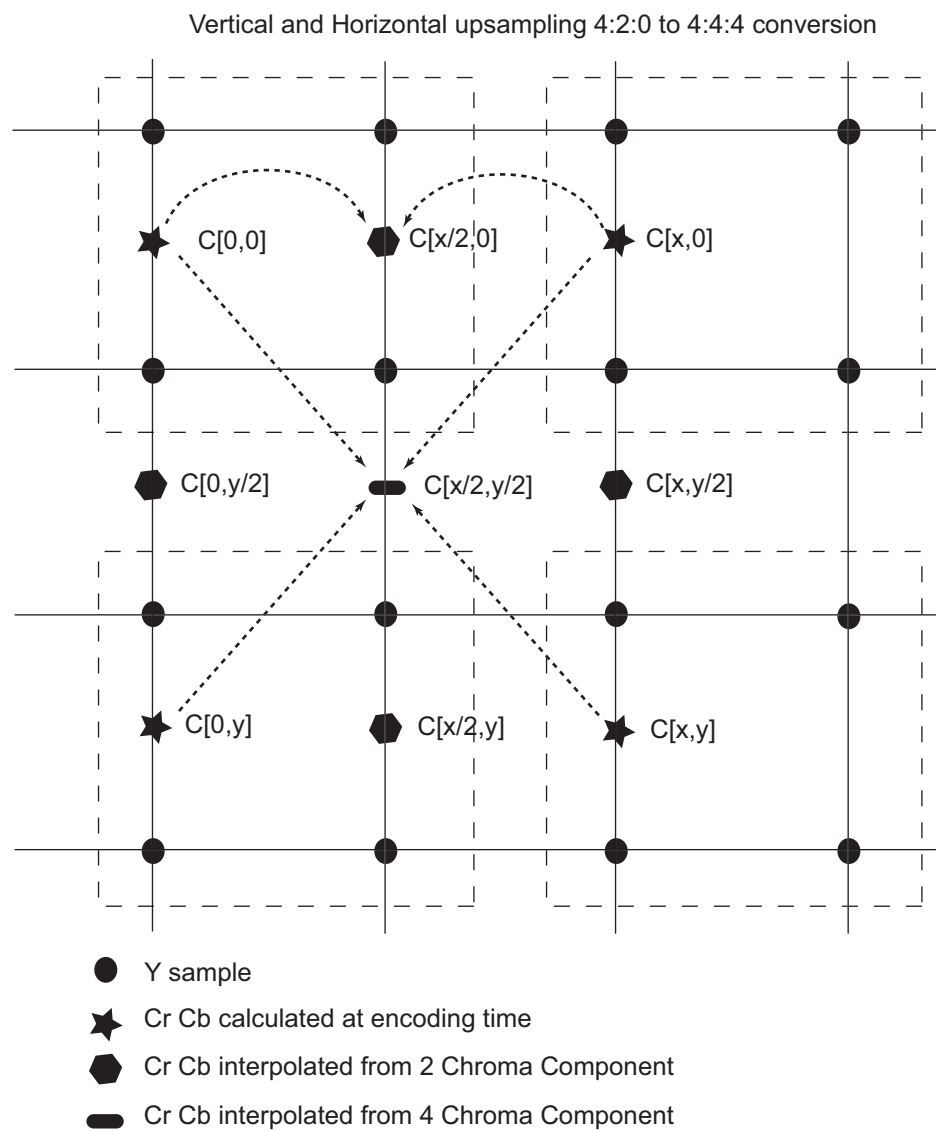 Vertical and Horizontal upsampling 4:2:0 to 4:4:4 conversion
C[0,0]
C[x/2,0]
C[x,0]
C[0,y/2]
C[x/2,y/2]
C[x,y/2]
C[0,y]
C[x/2,y]
C[x,y]
Y sample
Cr Cb calculated at encoding time
Cr Cb interpolated from 2 Chroma Component
Cr Cb interpolated from 4 Chroma Component